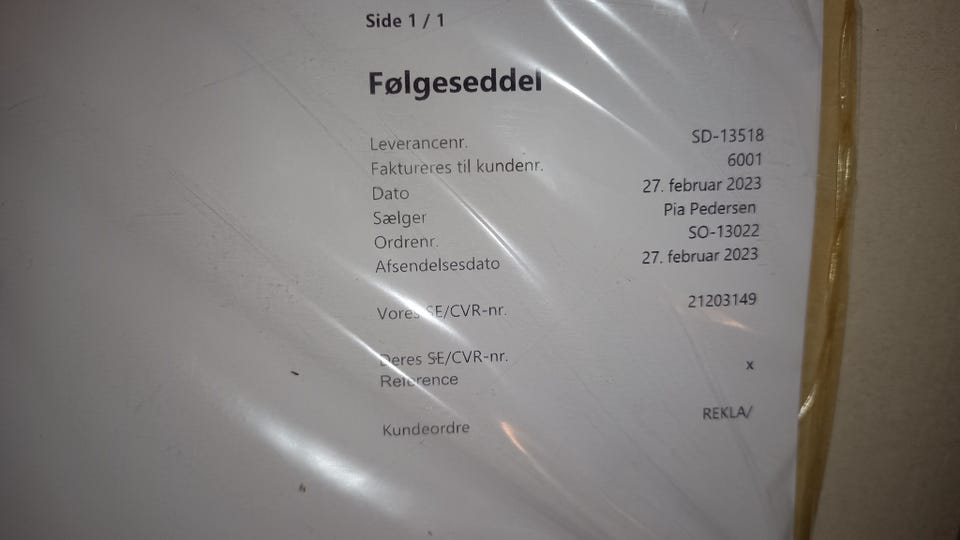 Side 1 / 1
Følgeseddel
Leverancenr. SD-13518
Faktureres til kundenr. 6001
Dato 27. februar 2023
Sælger Pia Pedersen
Ordrenr. SO-13022
Afsendelsesdato 27. februar 2023
Vores SE/CVR-nr. 21203149
Deres SE/CVR-nr. x
Reference
Kundeordre REKLA/